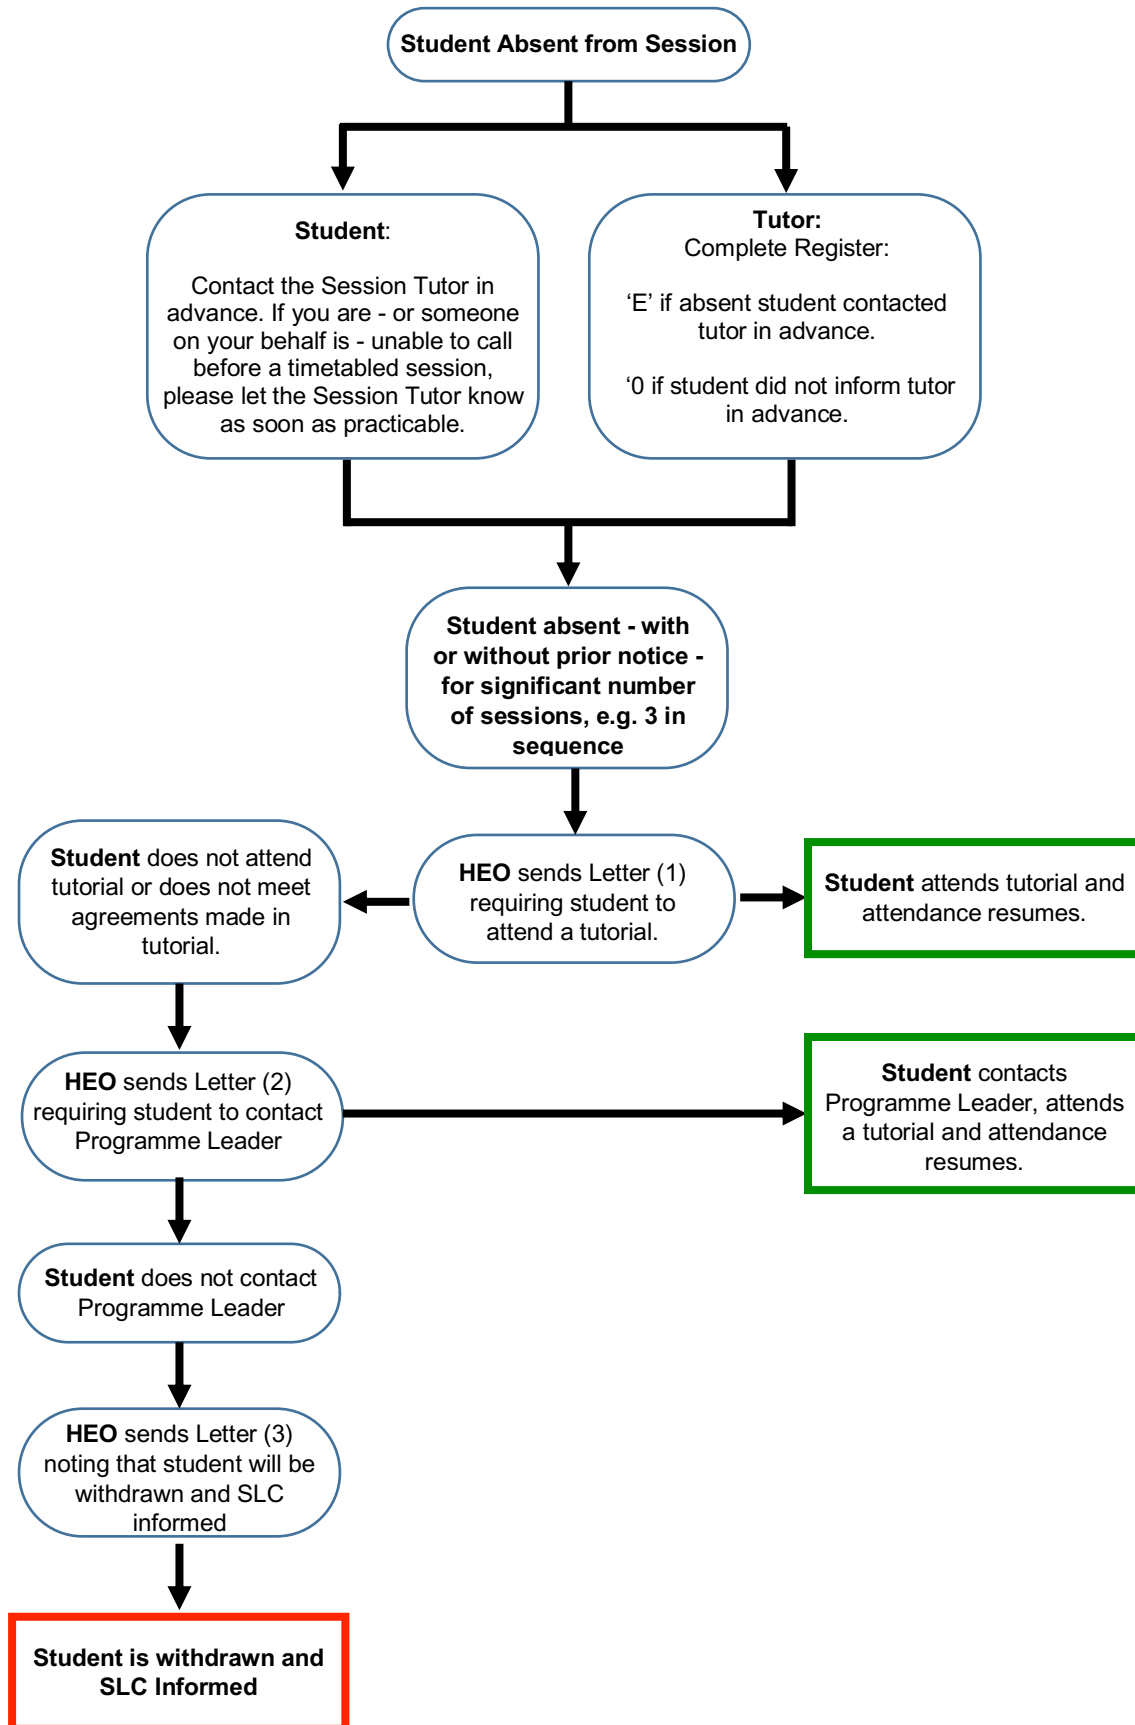 Student Absent from Session
Student:
Contact the Session Tutor in
advance. If you are - or someone
on your behalf is - unable to call
before a timetabled session,
please let the Session Tutor know
as soon as practicable.
Tutor:
Complete Register:
‘E’ if absent student contacted
tutor in advance.
‘0 if student did not inform tutor
in advance.
Student absent - with
or without prior notice -
for significant number
of sessions, e.g. 3 in
sequence
Student does not attend
tutorial or does not meet
agreements made in
tutorial.
HEO sends Letter (1)
requiring student to
attend a tutorial.
Student attends tutorial and
attendance resumes.
HEO sends Letter (2)
requiring student to contact
Programme Leader
Student contacts
Programme Leader, attends
a tutorial and attendance
resumes.
Student does not contact
Programme Leader
HEO sends Letter (3)
noting that student will be
withdrawn and SLC
informed
Student is withdrawn and
SLC Informed